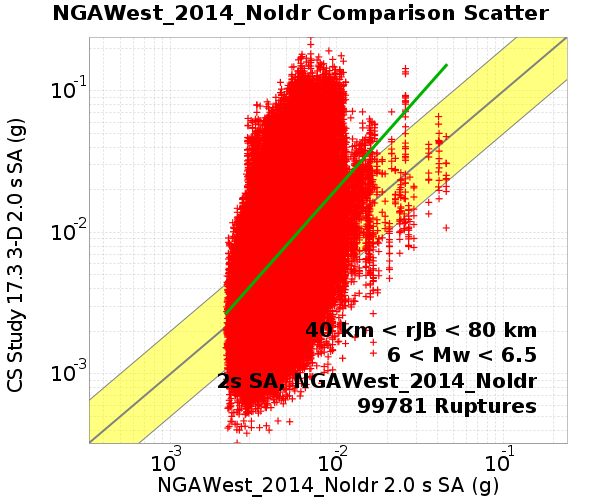 NGAWest_2014_NoIdr Comparison Scatter
CS Study 17.3 3-D 2.0 s SA (g)
10-1
10-2
10-3
40 km < rJB < 80 km
6 < Mw < 6.5
2s SA, NGAWest_2014_NoIdr
99781 Ruptures
10-3 10-2 10-1
NGAWest_2014_NoIdr 2.0 s SA (g)